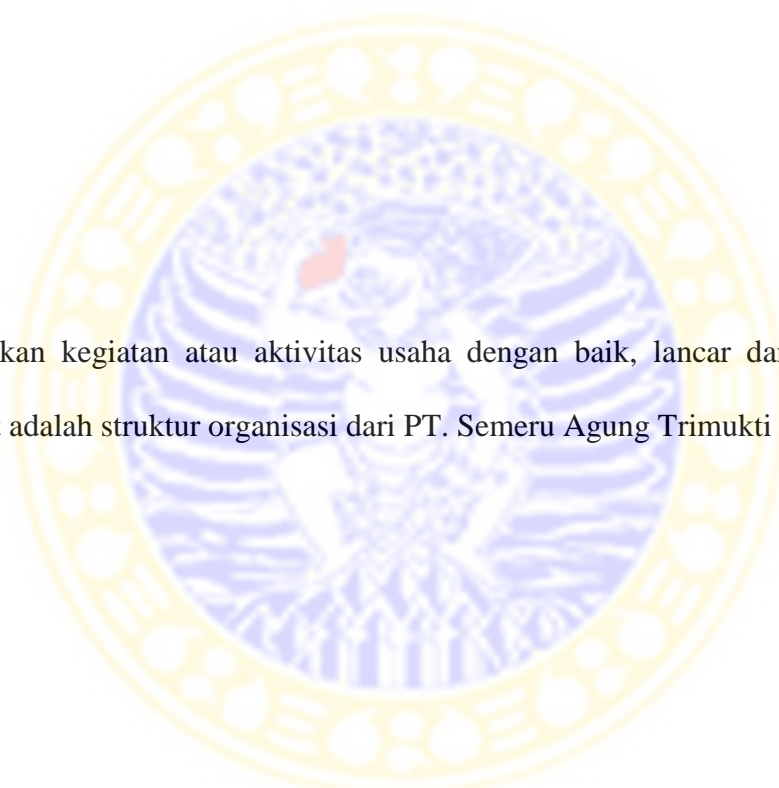 kan kegiatan atau aktivitas usaha dengan baik, lancar dan
adalah struktur organisasi dari PT. Semeru Agung Trimukti